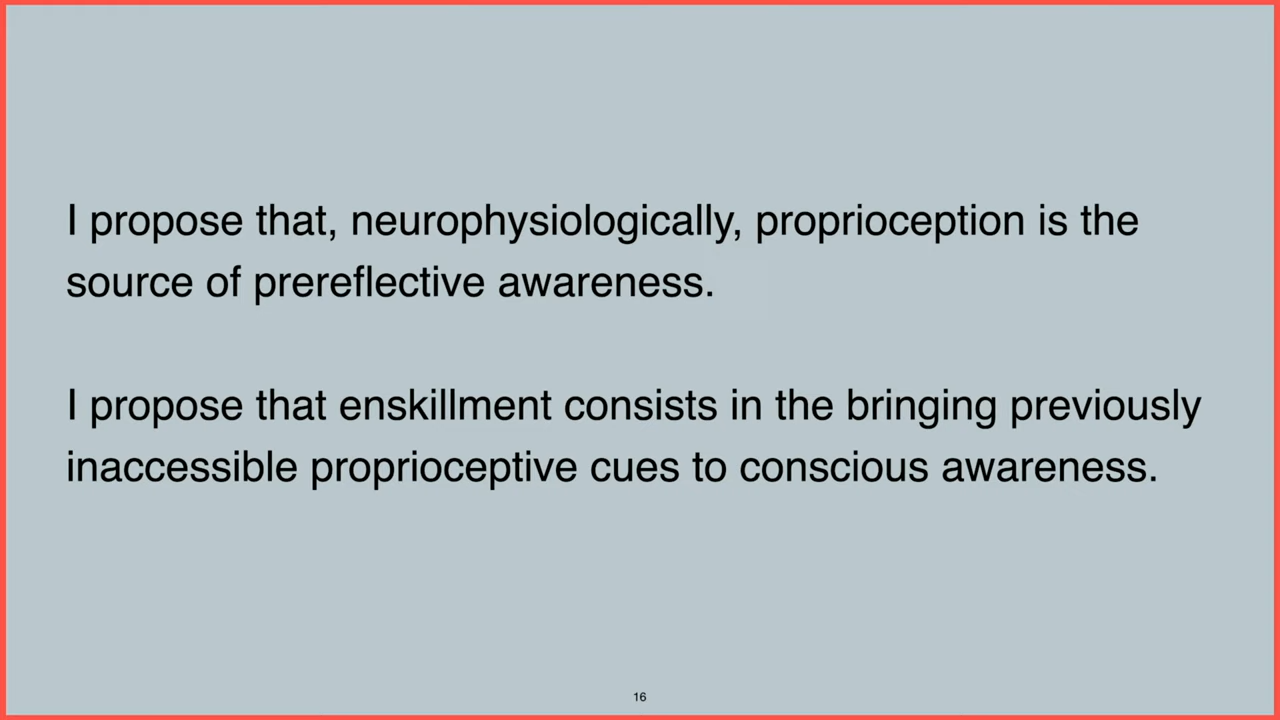 I propose that, neurophysiologically, proprioception is the
source of prereflective awareness.
I propose that enskillment consists in the bringing previously
inaccessible proprioceptive cues to conscious awareness.
16